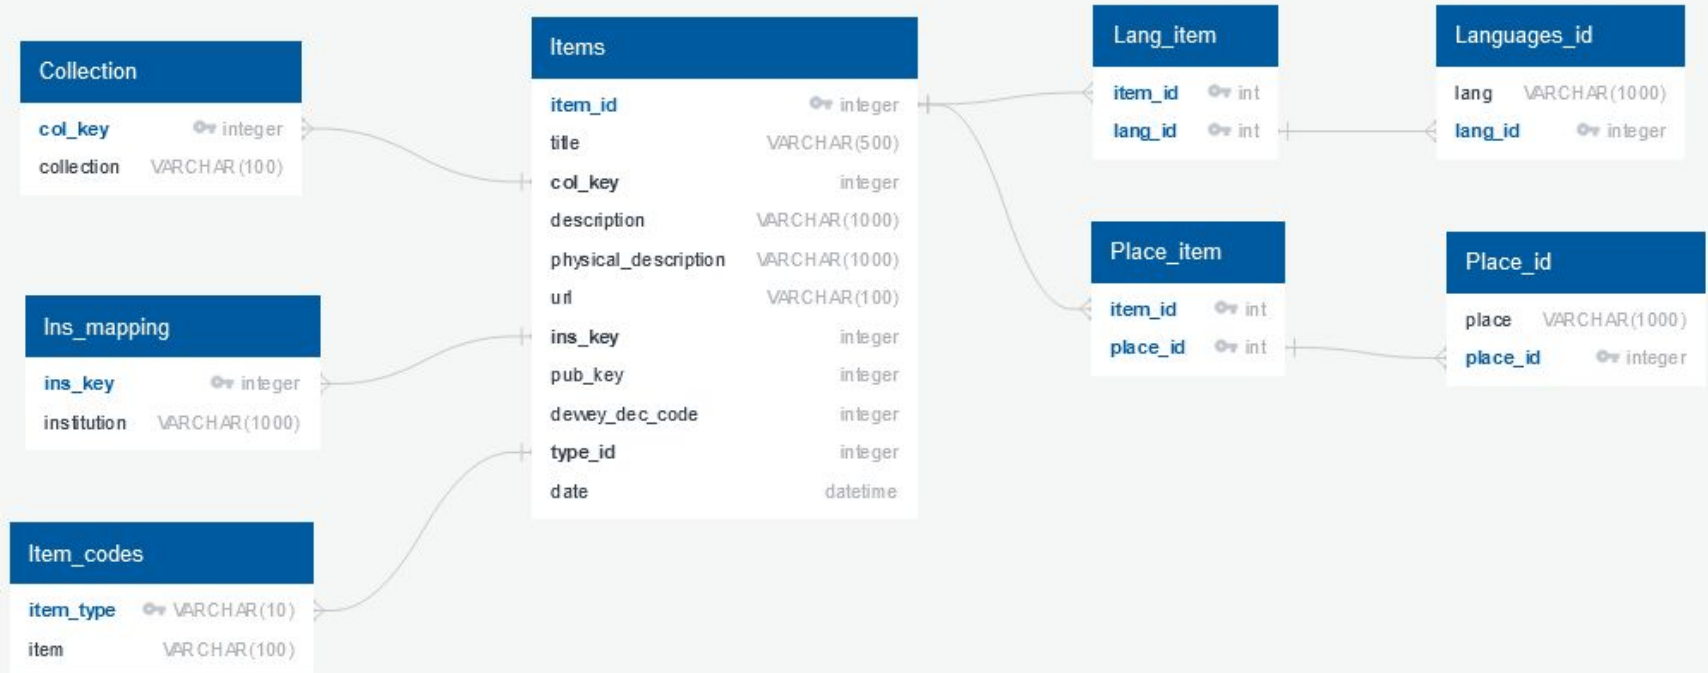 Collection
col_key integer
collection VARCHAR(100)
Ins_mapping
ins_key integer
institution VARCHAR(1000)
Item_codes
item_type VARCHAR(10)
item VARCHAR(100)
Items
item_id integer
title VARCHAR(500)
col_key integer
description VARCHAR(1000)
physical_description VARCHAR(1000)
url VARCHAR(100)
ins_key integer
pub_key integer
dewey_dec_code integer
type_id integer
date datetime
Lang_item
item_id int
lang_id int
Place_item
item_id int
place_id int
Languages_id
lang VARCHAR(1000)
lang_id integer
Place_id
place VARCHAR(1000)
place_id integer